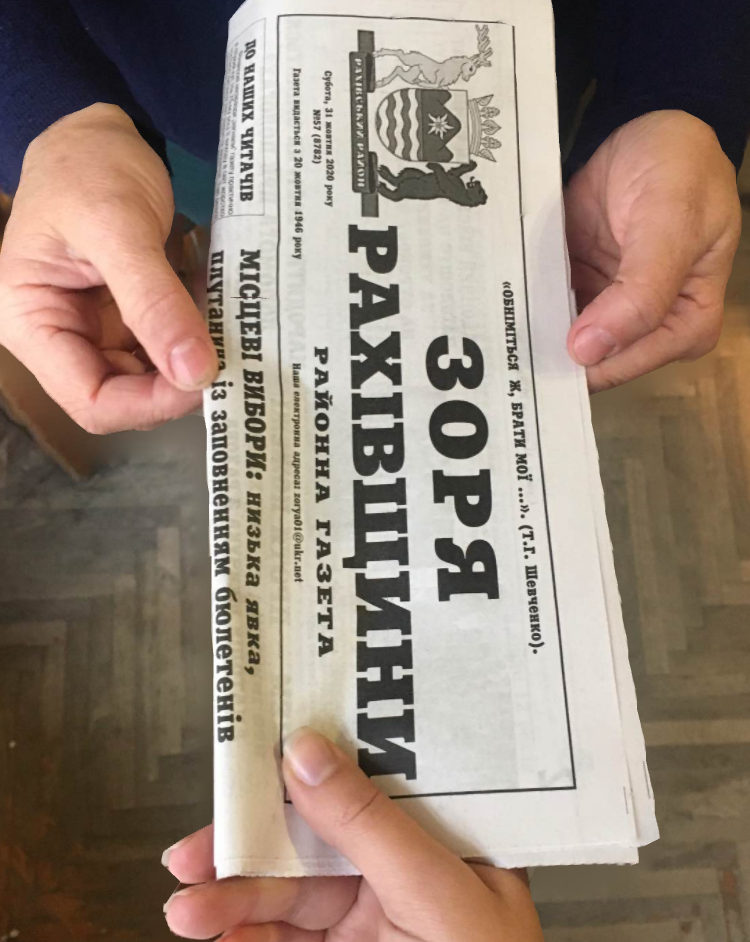 «ОБНІМІТЬСЯ Ж, БРАТИ МОЇ ...». (Т.Г. Шевченко).
ЗОРЯ
РАХІВЩИНИ
РАХІВСЬКИЙ РАЙОН
Субота, 31 жовтня 2020 року
№57 (8782)
Газета видається з 20 жовтня 1946 року
РАЙОННА ГАЗЕТА
Наша електронна адреса: zorya01@ukr.net
ДО НАШИХ ЧИТАЧІВ
МІСЦЕВІ ВИБОРИ: низька явка,
плутанина із заповненням бюлетенів